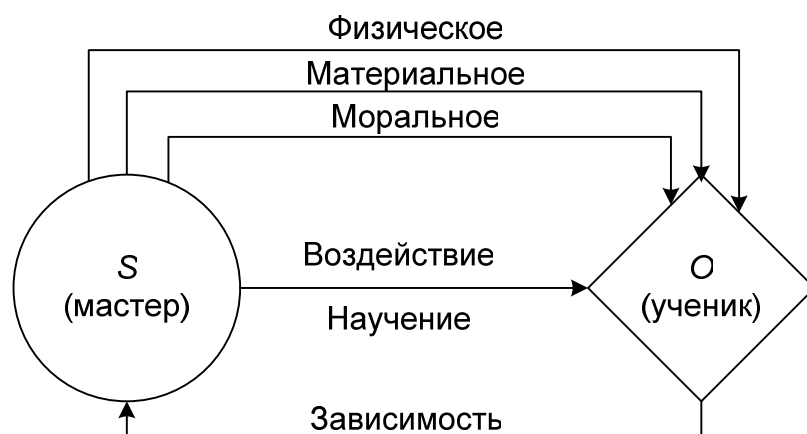 Физическое
Материальное
Моральное
S
(мастер)
Воздействие
Научение
O
(ученик)
Зависимость